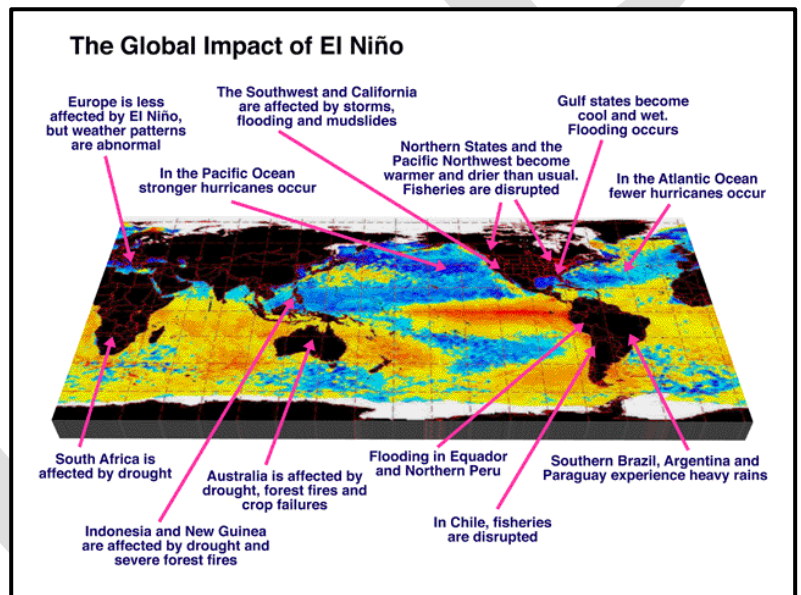 The Global Impact of El Niño
Europe is less
affected by El Niño,
but weather patterns
are abnormal
The Southwest and California
are affected by storms,
flooding and mudslides
Gulf states become
cool and wet.
Flooding occurs
In the Pacific Ocean
stronger hurricanes occur
Northern States and the
Pacific Northwest become
warmer and drier than usual.
Fisheries are disrupted
In the Atlantic Ocean
fewer hurricanes occur
South Africa is
affected by drought
Australia is affected by
drought, forest fires and
crop failures
Flooding in Equador
and Northern Peru
Southern Brazil, Argentina and
Paraguay experience heavy rains
Indonesia and New Guinea
are affected by drought and
severe forest fires
In Chile, fisheries
are disrupted